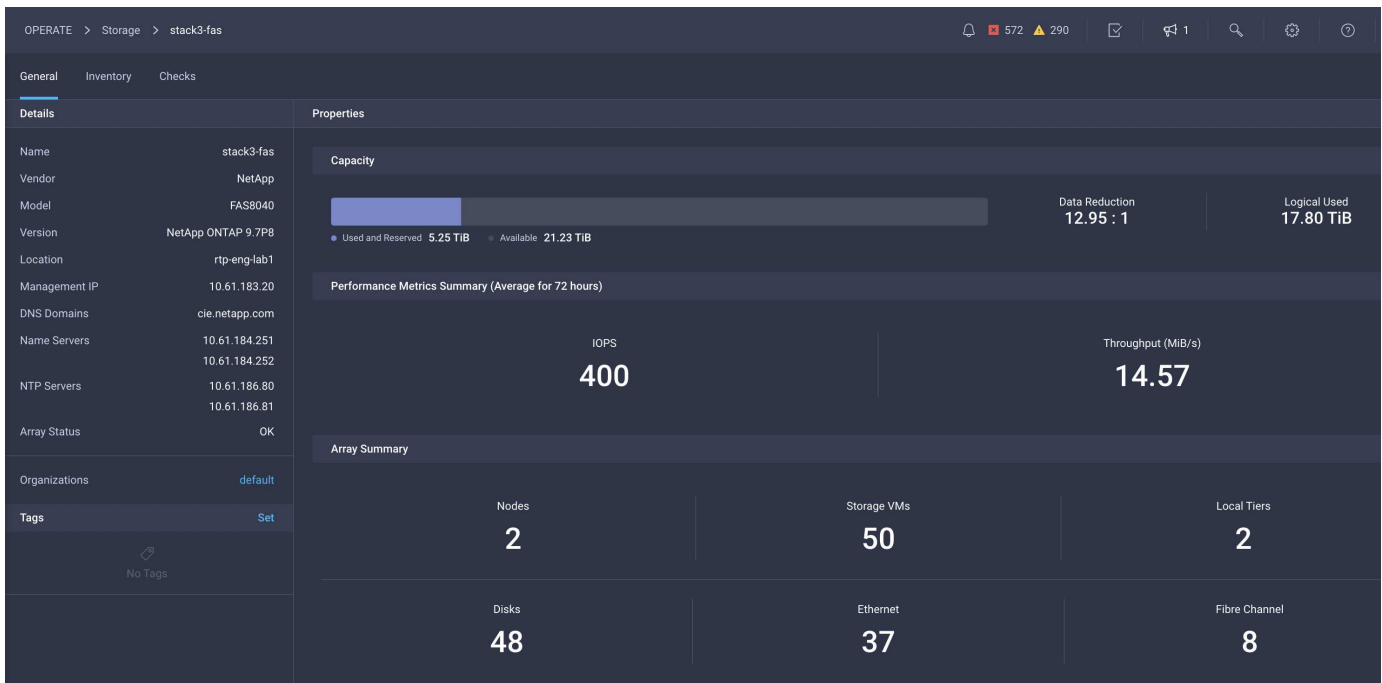 OPERATE > Storage > stack3-fas
572 290 1
General Inventory Checks
Details
Name stack3-fas
Vendor NetApp
Model FAS8040
Version NetApp ONTAP 9.7P8
Location rtp-eng-lab1
Management IP 10.61.183.20
DNS Domains cie.netapp.com
Name Servers 10.61.184.251
10.61.184.252
NTP Servers 10.61.186.80
10.61.186.81
Array Status OK
Organizations default
Tags Set
No Tags
Properties
Capacity
Used and Reserved 5.25 TiB Available 21.23 TiB
Data Reduction
12.95 : 1
Logical Used
17.80 TiB
Performance Metrics Summary (Average for 72 hours)
IOPS
400
Throughput (MiB/s)
14.57
Array Summary
Nodes
2
Storage VMs
50
Local Tiers
2
Disks
48
Ethernet
37
Fibre Channel
8